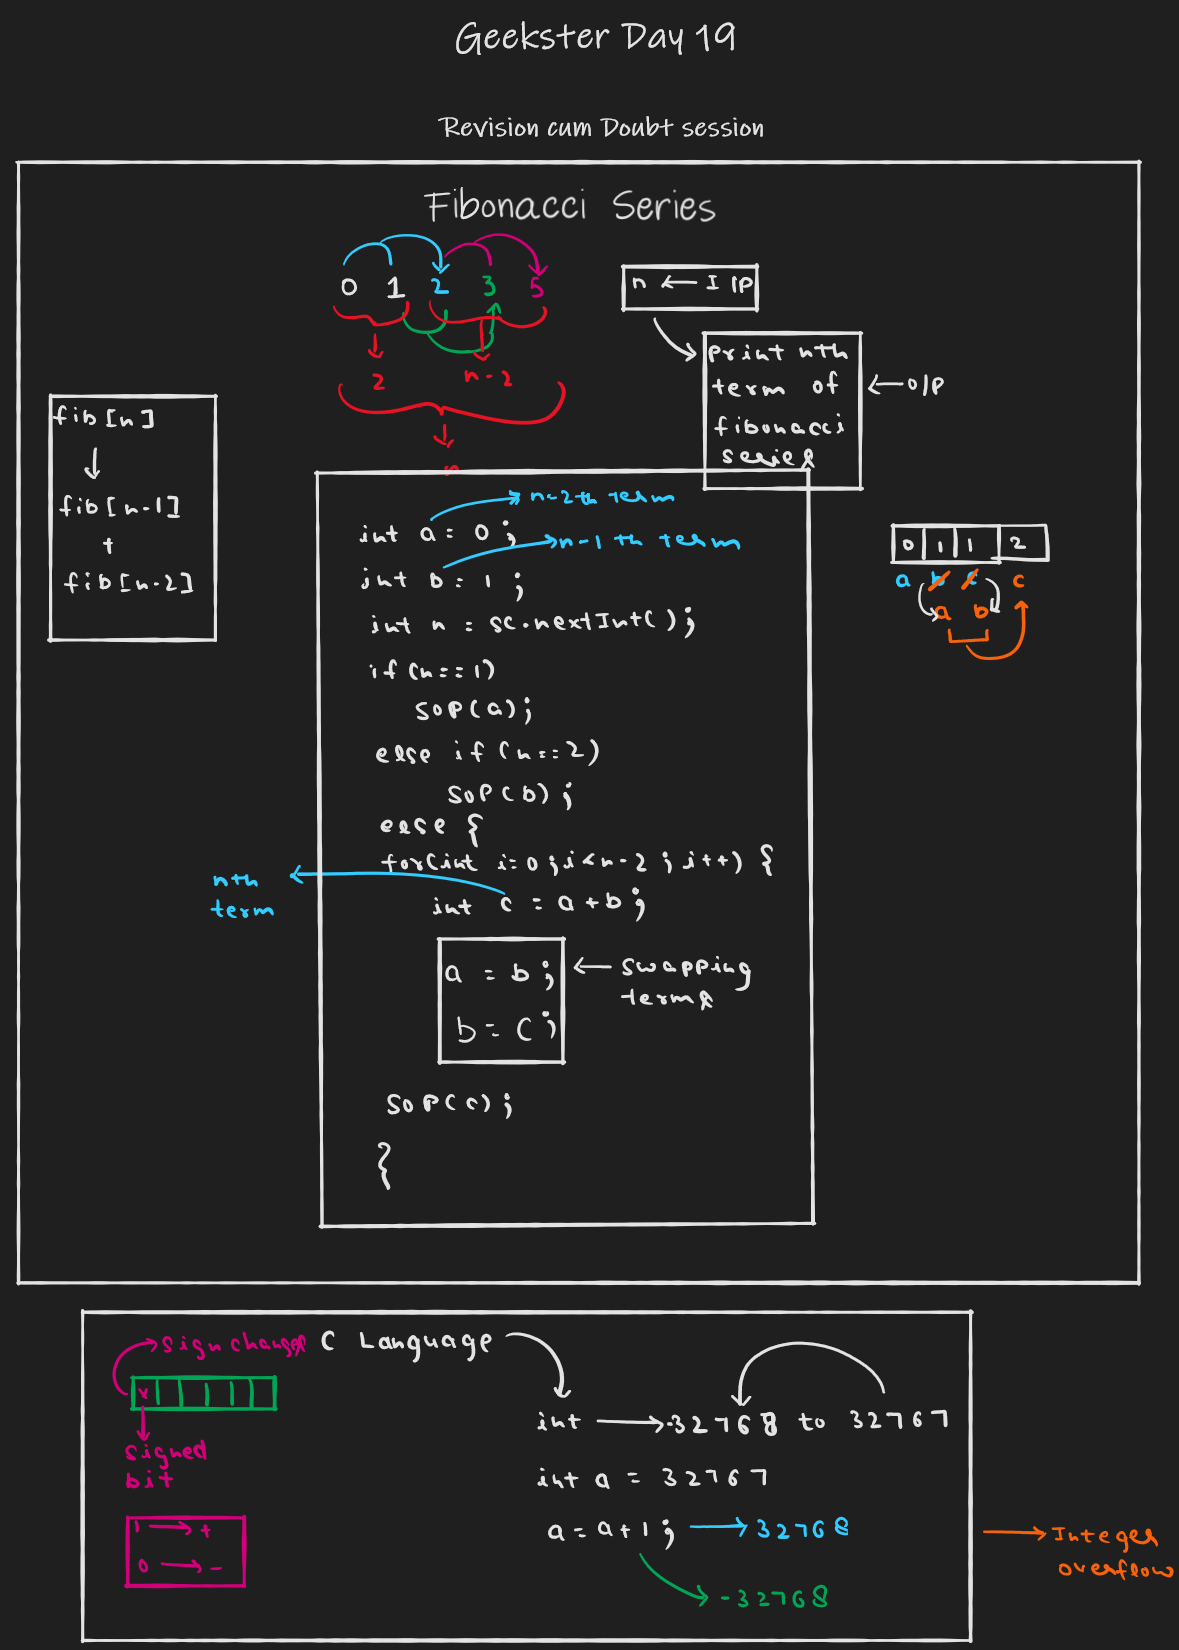 Geekster Day 19
Revision cum Doubt session
Fibonacci Series
0 1 2 3 5
2 n-2
n
n ← I/P
print nth
term of
fibonacci
series
← O/P
fib[n]
↓
fib[n-1]
+
fib[n-2]
n-2th term
int a = 0 ;
n-1th term
int b = 1 ;
int n = sc.nextInt();
if (n==1)
SOP(a);
else if (n==2)
SOP(b);
else {
for(int i=0;i<n-2;i++) {
nth
term
int c = a+b;
a = b;
b = c;
← swapping
terms
SOP(c);
{
0 1 1 2
a b c c
a b
Sign changes
C Language
x
signed
bit
1 → +
0 → -
int → -32768 to 32767
int a = 32767
a = a+1; → 32768
-32768
→ Integer
overflow